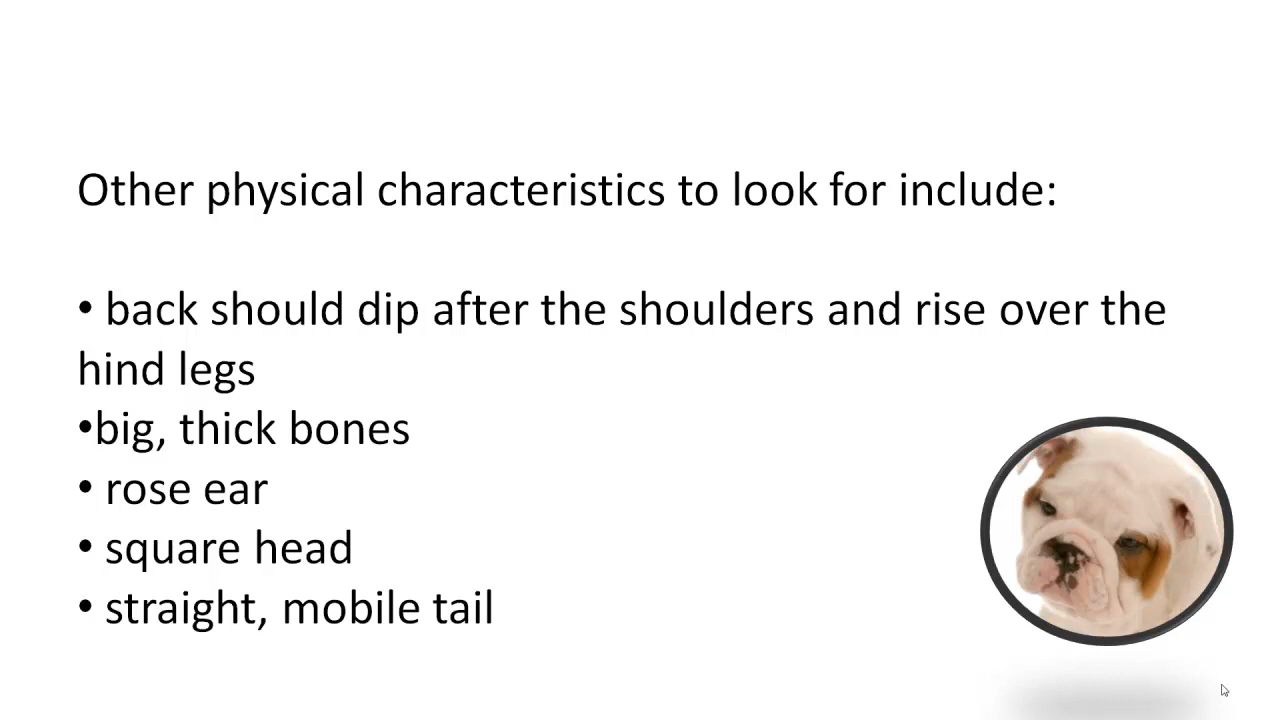 Other physical characteristics to look for include:
• back should dip after the shoulders and rise over the
hind legs
•big, thick bones
• rose ear
• square head
• straight, mobile tail